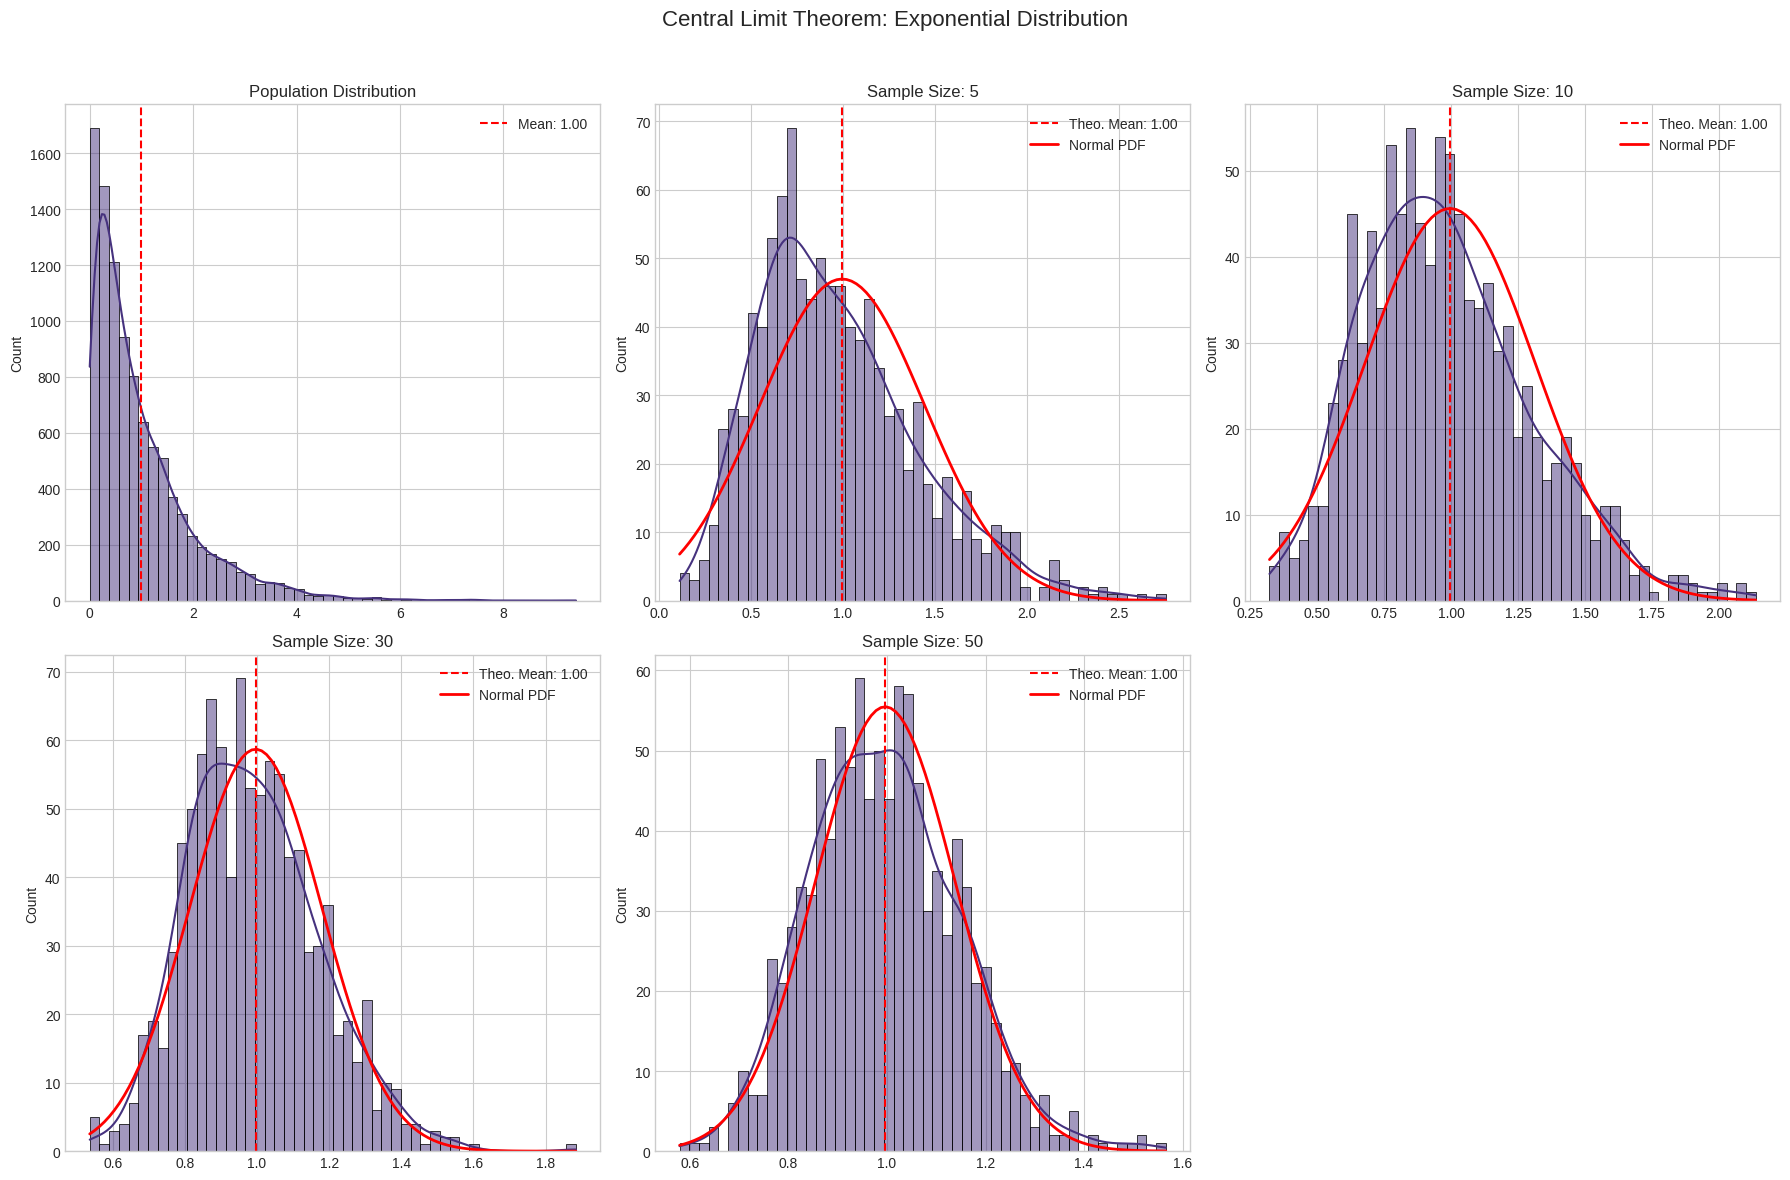 Central Limit Theorem: Exponential Distribution
Population Distribution
Mean: 1.00
Count
1600
1400
1200
1000
800
600
400
200
0
0 2 4 6 8
Sample Size: 5
Theo. Mean: 1.00
Normal PDF
Count
70
60
50
40
30
20
10
0
0.0 0.5 1.0 1.5 2.0 2.5
Sample Size: 10
Theo. Mean: 1.00
Normal PDF
Count
50
40
30
20
10
0
0.25 0.50 0.75 1.00 1.25 1.50 1.75 2.00
Sample Size: 30
Theo. Mean: 1.00
Normal PDF
Count
70
60
50
40
30
20
10
0
0.6 0.8 1.0 1.2 1.4 1.6 1.8
Sample Size: 50
Theo. Mean: 1.00
Normal PDF
Count
60
50
40
30
20
10
0
0.6 0.8 1.0 1.2 1.4 1.6